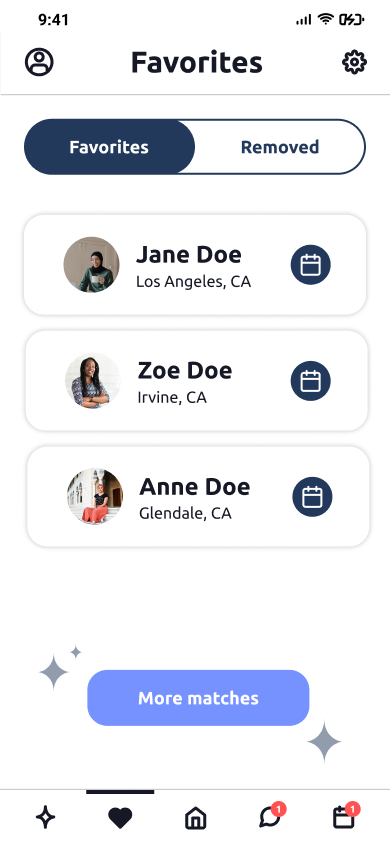 9:41
Favorites
Favorites
Removed
Jane Doe
Los Angeles, CA
Zoe Doe
Irvine, CA
Anne Doe
Glendale, CA
More matches
1
1